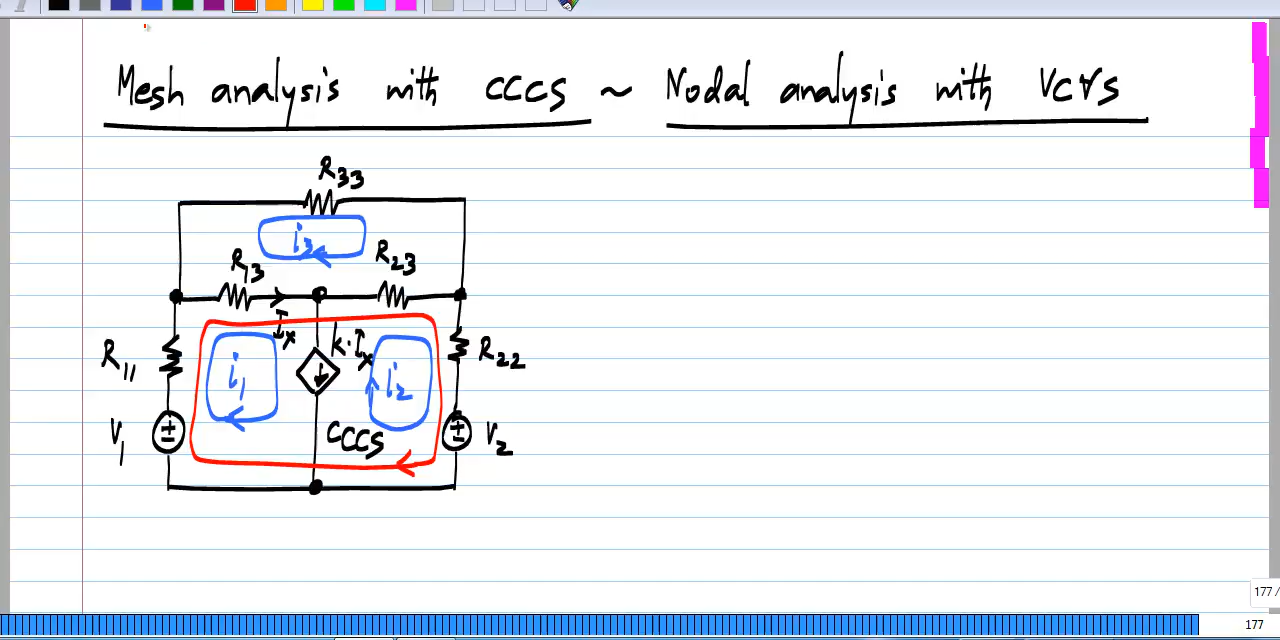 Mesh analysis with CCCS ~ Nodal analysis with VCVS
R33
i3
R13
R23
Ix
k·Ix
R11
i1
i2
R22
V1
CCCS
V2
177 /
177